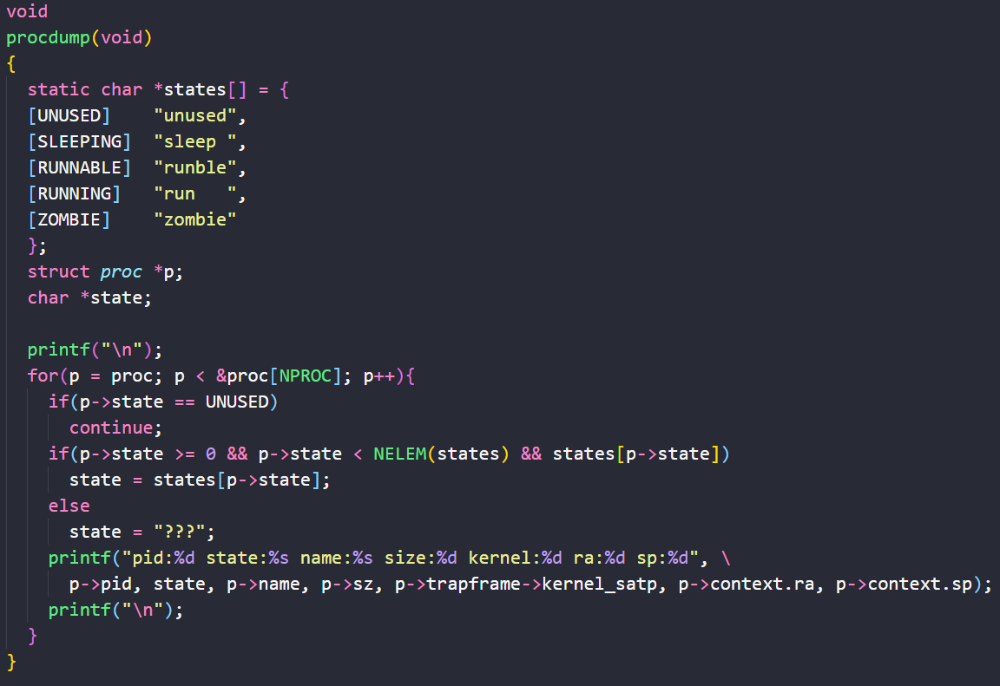 void
procdump(void)
{
  static char *states[] = {
  [UNUSED]    "unused",
  [SLEEPING]  "sleep ",
  [RUNNABLE]  "runble",
  [RUNNING]   "run   ",
  [ZOMBIE]    "zombie"
  };
  struct proc *p;
  char *state;

  printf("\n");
  for(p = proc; p < &proc[NPROC]; p++){
    if(p->state == UNUSED)
      continue;
    if(p->state >= 0 && p->state < NELEM(states) && states[p->state])
      state = states[p->state];
    else
      state = "???";
    printf("pid:%d state:%s name:%s size:%d kernel:%d ra:%d sp:%d", \
      p->pid, state, p->name, p->sz, p->trapframe->kernel_satp, p->context.ra, p->context.sp);
    printf("\n");
  }
}